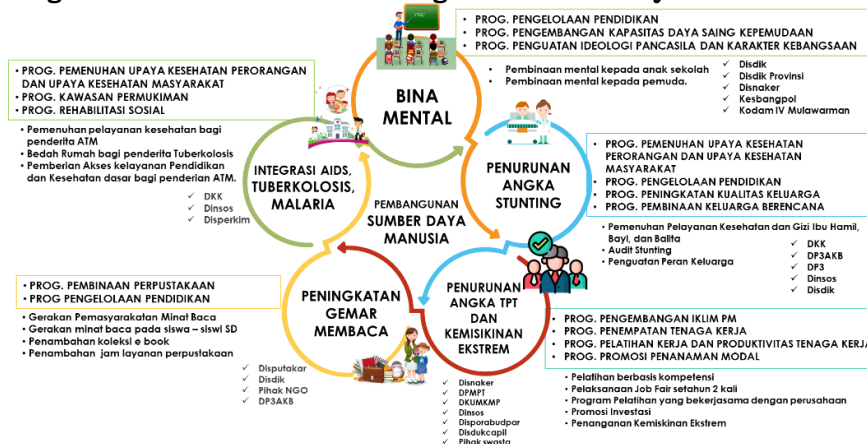 PROG. PENGELOLAAN PENDIDIKAN
PROG. PENGEMBANGAN KAPASITAS DAYA SAING KEPEMUDAAN
PROG. PENGUATAN IDEOLOGI PANCASILA DAN KARAKTER KEBANGSAAN
Pembinaan mental kepada anak sekolah
Pembinaan mental kepada pemuda.
Disdik
Disdik Provinsi
Disnaker
Kesbangpol
Kodam IV Mulawarman
BINA
MENTAL
PROG. PEMENUHAN UPAYA KESEHATAN PERORANGAN
DAN UPAYA KESEHATAN MASYARAKAT
PROG. KAWASAN PERMUKIMAN
PROG. REHABILITASI SOSIAL
Pemenuhan pelayanan kesehatan bagi
penderita ATM
Bedah Rumah bagi penderita Tuberkolosis
Pemberian Akses kelayanan Pendidikan
dan Kesehatan dasar bagi penderian ATM.
DKK
Dinsos
Disperkim
INTEGRASI AIDS,
TUBERKOLOSIS,
MALARIA
PEMBANGUNAN
SUMBER DAYA
MANUSIA
PENURUNAN
ANGKA
STUNTING
PROG. PEMENUHAN UPAYA KESEHATAN
PERORANGAN DAN UPAYA KESEHATAN
MASYARAKAT
PROG. PENGELOLAAN PENDIDIKAN
PROG. PENINGKATAN KUALITAS KELUARGA
PROG. PEMBINAAN KELUARGA BERENCANA
Pemenuhan Pelayanan Kesehatan dan Gizi Ibu Hamil,
Bayi, dan Balita
Audit Stunting
Penguatan Peran Keluarga
DKK
DP3AKB
DP3
Dinsos
Disdik
PROG. PEMBINAAN PERPUSTAKAAN
PROG PENGELOLAAN PENDIDIKAN
Gerakan Pemasyarakatan Minat Baca
Gerakan minat baca pada siswa – siswi SD
Penambahan koleksi e book
Penambahan jam layanan perpustakaan
Disputakar
Disdik
Pihak NGO
DP3AKB
PENINGKATAN
GEMAR
MEMBACA
PENURUNAN
ANGKA TPT
DAN
KEMISIKINAN
EKSTREM
Disnaker
DPMPT
DKUMKMP
Dinsos
Disporabudpar
Disdukcapil
Pihak swasta
PROG. PENGEMBANGAN IKLIM PM
PROG. PENEMPATAN TENAGA KERJA
PROG. PELATIHAN KERJA DAN PRODUKTIVITAS TENAGA KERJA
PROG. PROMOSI PENANAMAN MODAL
Pelatihan berbasis kompetensi
Pelaksanaan Job Fair setahun 2 kali
Program Pelatihan yang bekerjasama dengan perusahaan
Promosi Investasi
Penanganan Kemiskinan Ekstrem